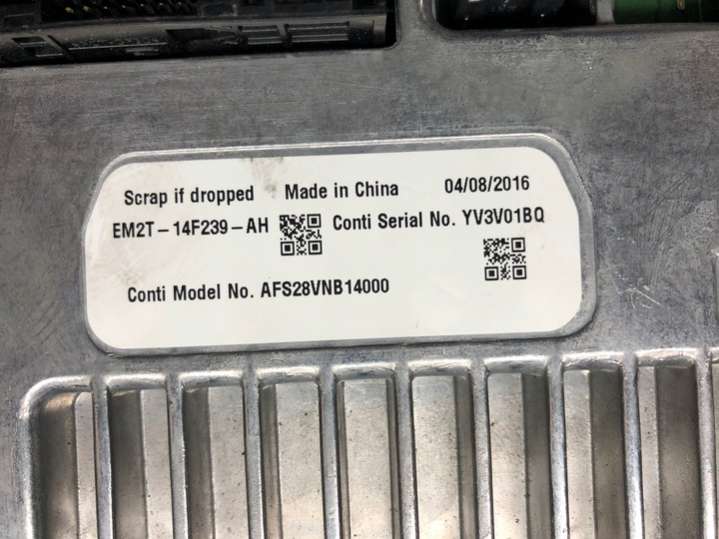 Scrap if dropped Made in China 04/08/2016
EM2T-14F239-AH Conti Serial No. YV3V01BQ
Conti Model No. AFS28VNB14000